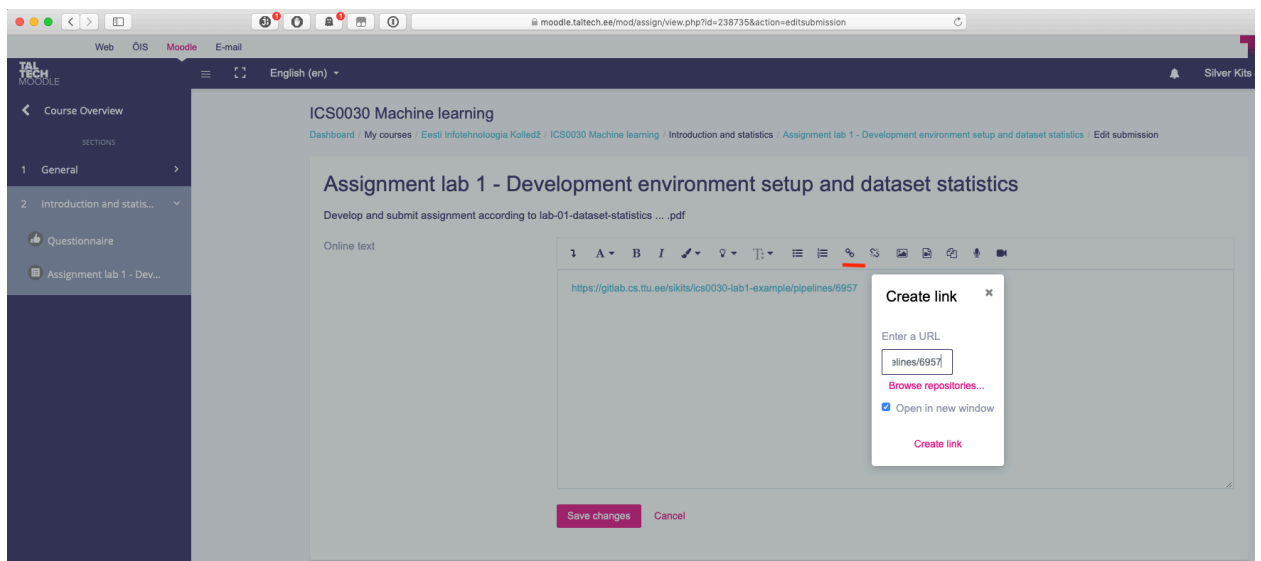 moodle.taltech.ee/mod/assign/view.php?id=238735&action=editsubmission
Web ÕIS Moodle E-mail
TAL
TECH
MOODLE
English (en)
Silver Kits
Course Overview
SECTIONS
1 General
2 Introduction and statis...
Questionnaire
Assignment lab 1 - Dev...
ICS0030 Machine learning
Dashboard / My courses / Eesti Infotehnoloogia Kolledž / ICS0030 Machine learning / Introduction and statistics / Assignment lab 1 - Development environment setup and dataset statistics / Edit submission
Assignment lab 1 - Development environment setup and dataset statistics
Develop and submit assignment according to lab-01-dataset-statistics ... .pdf
Online text
https://gitlab.cs.ttu.ee/sikits/ics0030-lab1-example/pipelines/6957
Create link
Enter a URL
elines/6957
Browse repositories...
Open in new window
Create link
Save changes Cancel